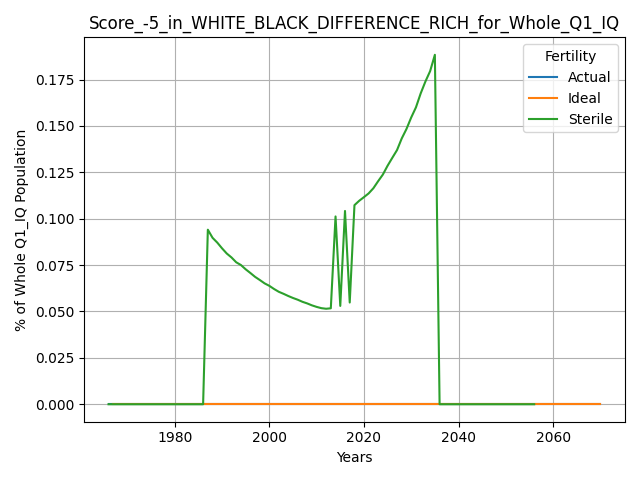 Score_-5_in_WHITE_BLACK_DIFFERENCE_RICH_for_Whole_Q1_IQ
Fertility
Actual
Ideal
Sterile
0.175
0.150
0.125
0.100
0.075
0.050
0.025
0.000
% of Whole Q1_IQ Population
1980 2000 2020 2040 2060
Years